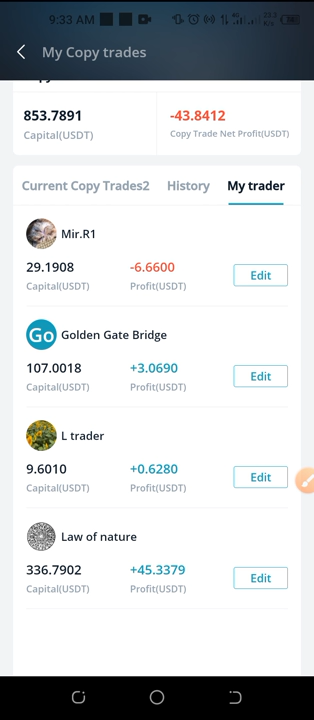 9:33 AM
My Copy trades
853.7891
-43.8412
Capital(USDT)
Copy Trade Net Profit(USDT)
Current Copy Trades2 History My trader
Mir.R1
29.1908 -6.6600 Edit
Capital(USDT) Profit(USDT)
Go Golden Gate Bridge
107.0018 +3.0690 Edit
Capital(USDT) Profit(USDT)
L trader
9.6010 +0.6280 Edit
Capital(USDT) Profit(USDT)
Law of nature
336.7902 +45.3379 Edit
Capital(USDT) Profit(USDT)